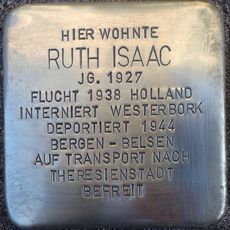 HIER WOHNTE
RUTH ISAAC
JG. 1927
FLUCHT 1938 HOLLAND
INTERNIERT WESTERBORK
DEPORTIERT 1944
BERGEN - BELSEN
AUF TRANSPORT NACH
THERESIENSTADT
BEFREIT